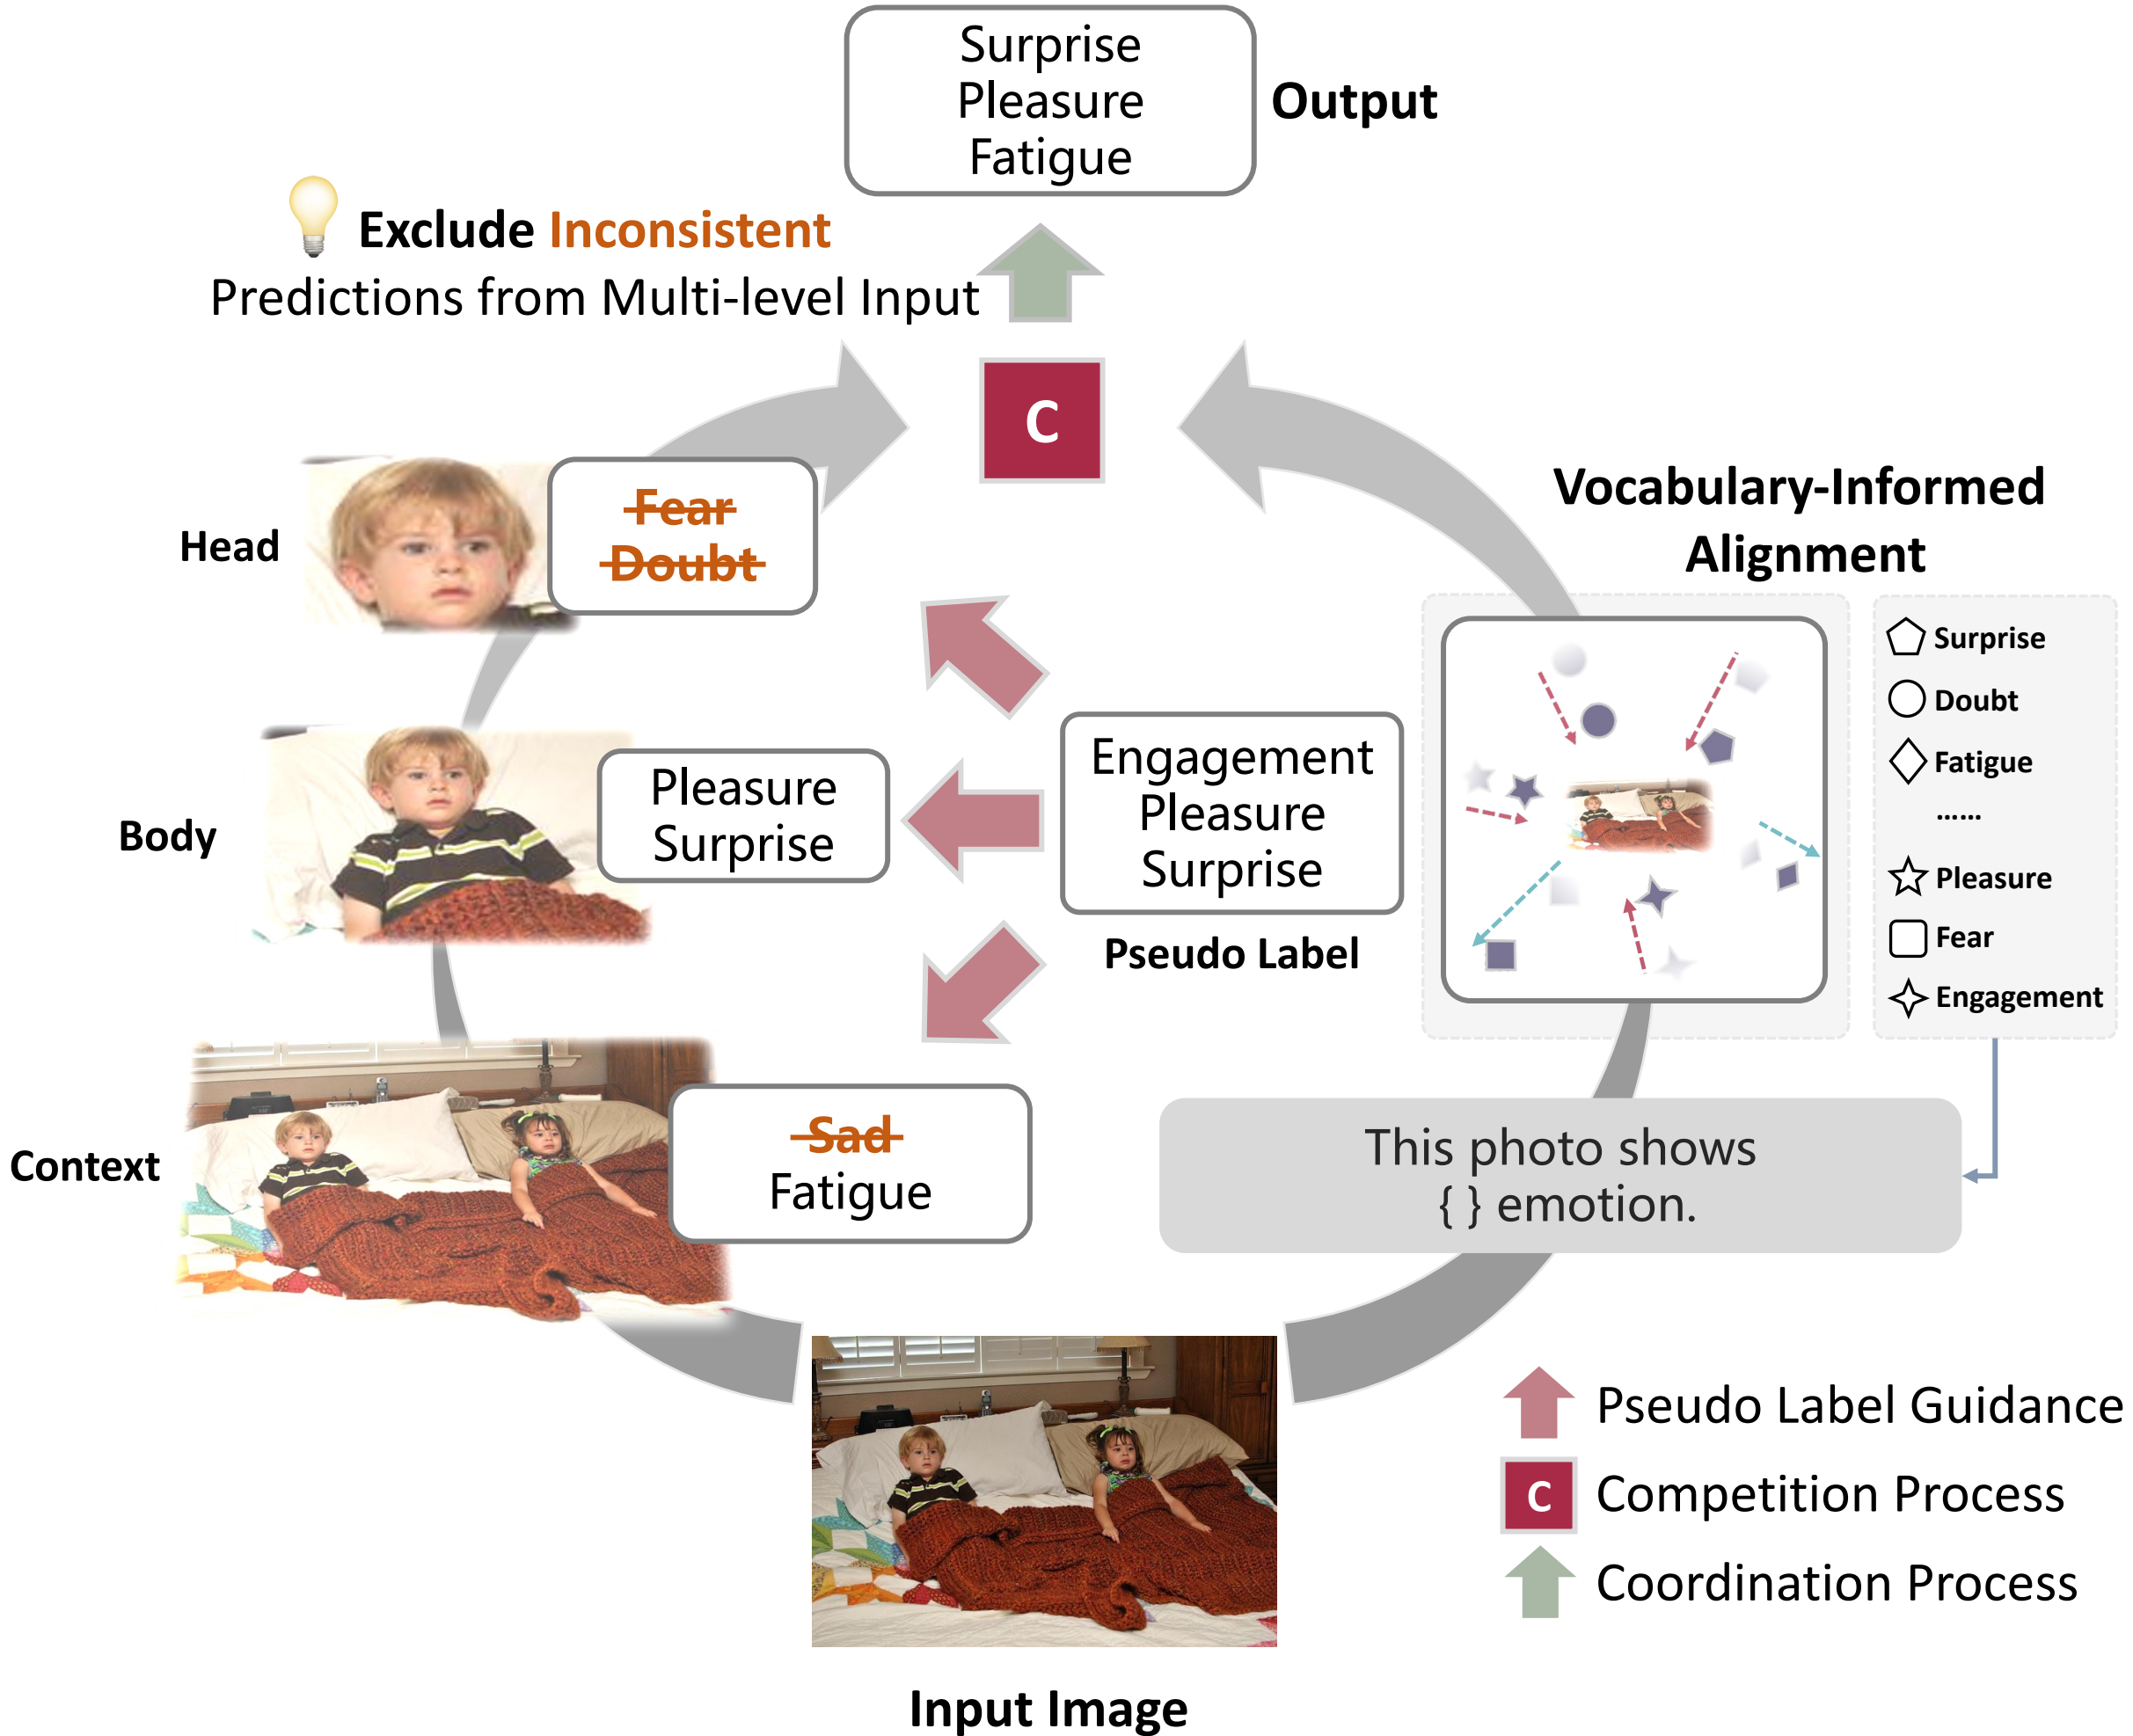 Surprise
Pleasure
Fatigue
Output
Exclude Inconsistent
Predictions from Multi-level Input
C
Head
Fear
Doubt
Vocabulary-Informed
Alignment
Surprise
Doubt
Fatigue
......
Pleasure
Fear
Engagement
Body
Pleasure
Surprise
Engagement
Pleasure
Surprise
Pseudo Label
Context
Sad
Fatigue
This photo shows
{ } emotion.
Input Image
Pseudo Label Guidance
C
Competition Process
Coordination Process